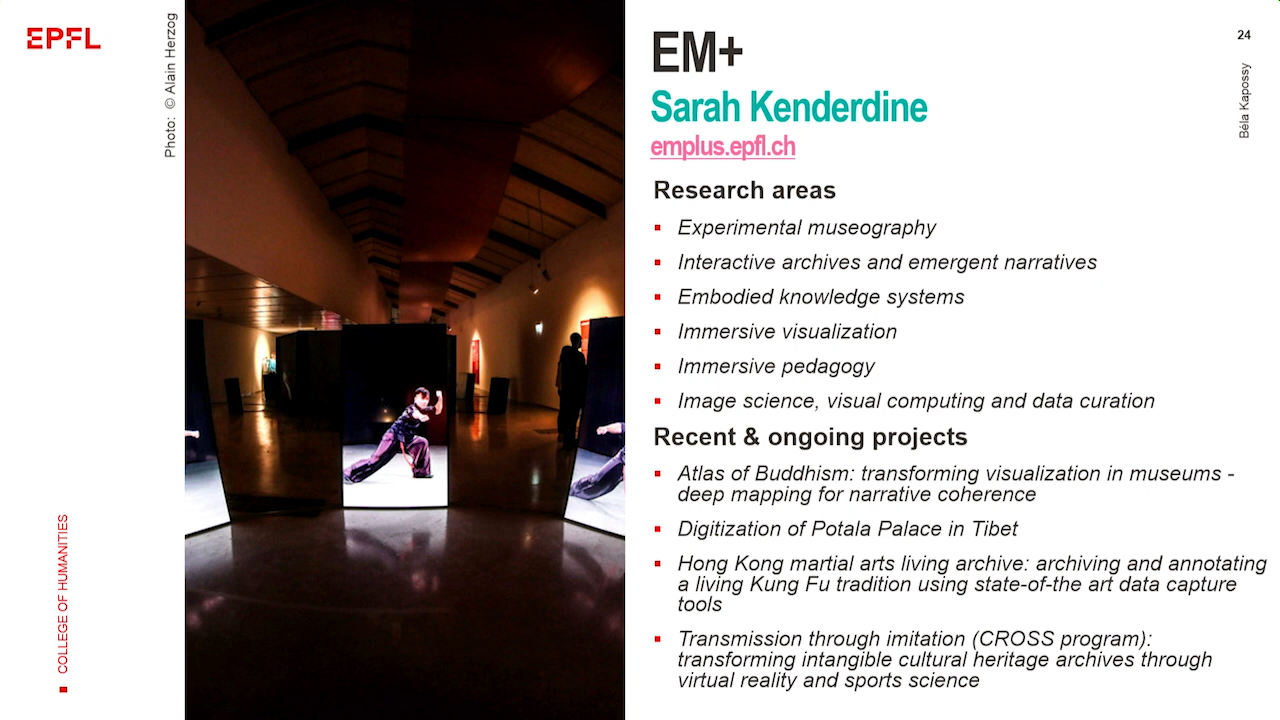 EPFL
Photo: © Alain Herzog
COLLEGE OF HUMANITIES
EM+
Sarah Kenderdine
emplus.epfl.ch
Research areas
Experimental museography
Interactive archives and emergent narratives
Embodied knowledge systems
Immersive visualization
Immersive pedagogy
Image science, visual computing and data curation
Recent & ongoing projects
Atlas of Buddhism: transforming visualization in museums -
deep mapping for narrative coherence
Digitization of Potala Palace in Tibet
Hong Kong martial arts living archive: archiving and annotating
a living Kung Fu tradition using state-of-the art data capture
tools
Transmission through imitation (CROSS program):
transforming intangible cultural heritage archives through
virtual reality and sports science
24
Béla Kapossy